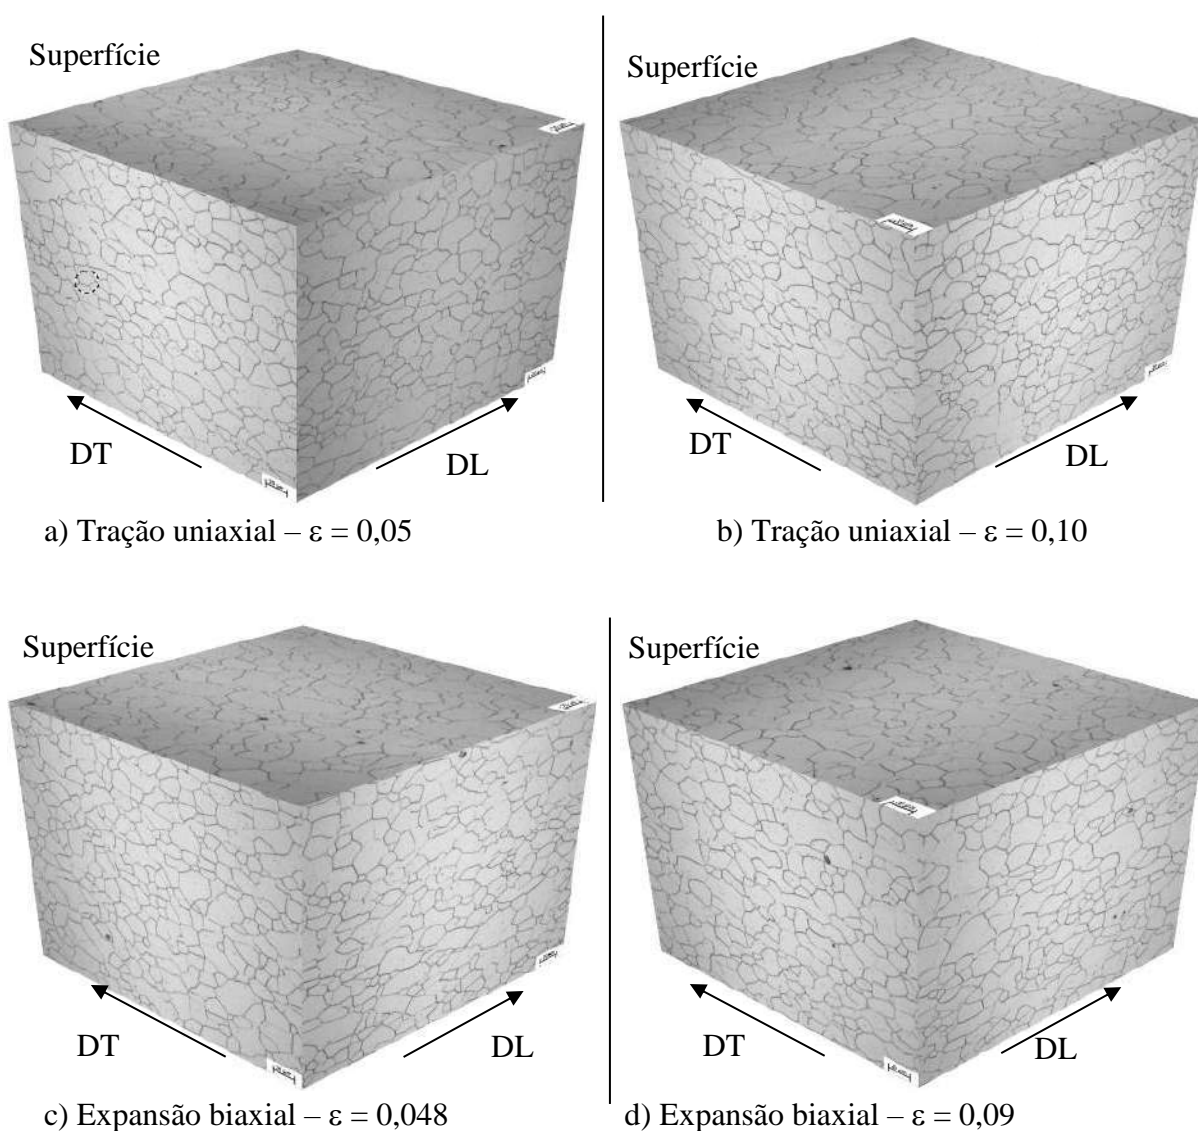 Superfície
Superfície
DT
DL
DT
DL
a) Tração uniaxial – ε = 0,05
b) Tração uniaxial – ε = 0,10
Superfície
Superfície
DT
DL
DT
DL
c) Expansão biaxial – ε = 0,048
d) Expansão biaxial – ε = 0,09